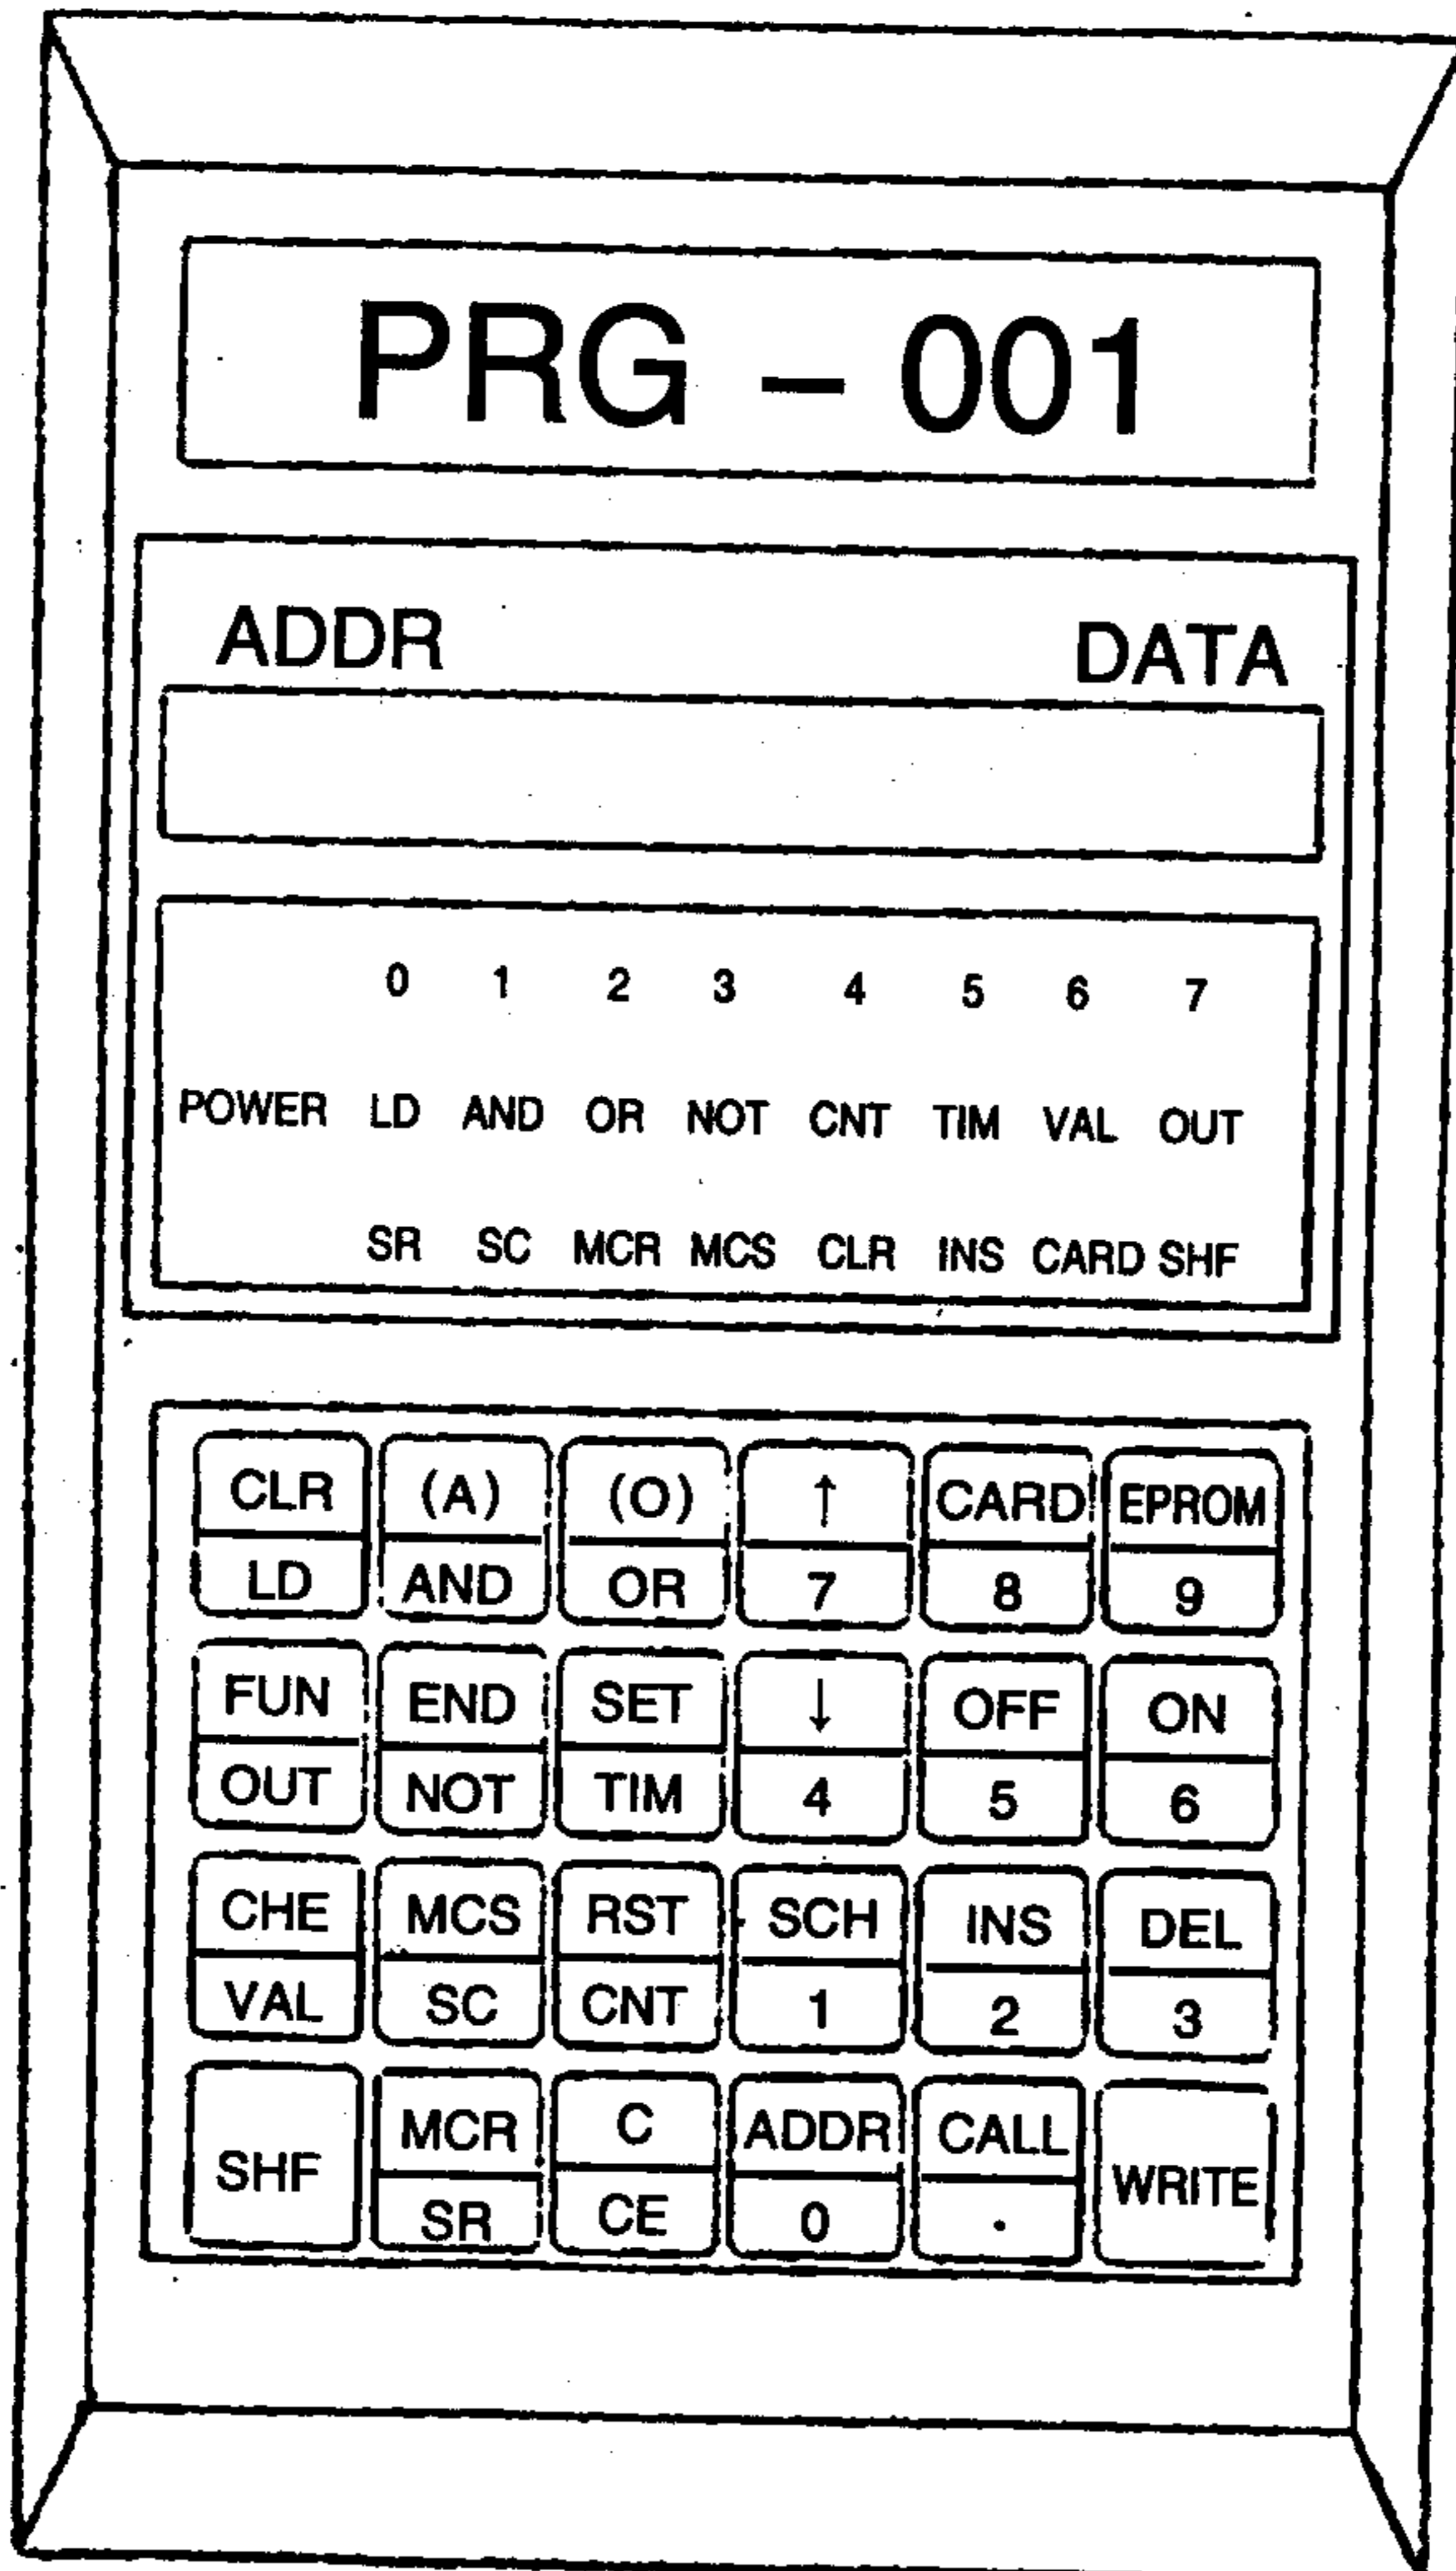 PRG - 001
ADDR DATA
0 1 2 3 4 5 6 7
POWER LD AND OR NOT CNT TIM VAL OUT
SR SC MCR MCS CLR INS CARD SHF
CLR (A) (O) ↑ CARD EPROM
LD AND OR 7 8 9
FUN END SET ↓ OFF ON
OUT NOT TIM 4 5 6
CHE MCS RST SCH INS DEL
VAL SC CNT 1 2 3
SHF MCR C ADDR CALL WRITE
SR CE 0 .